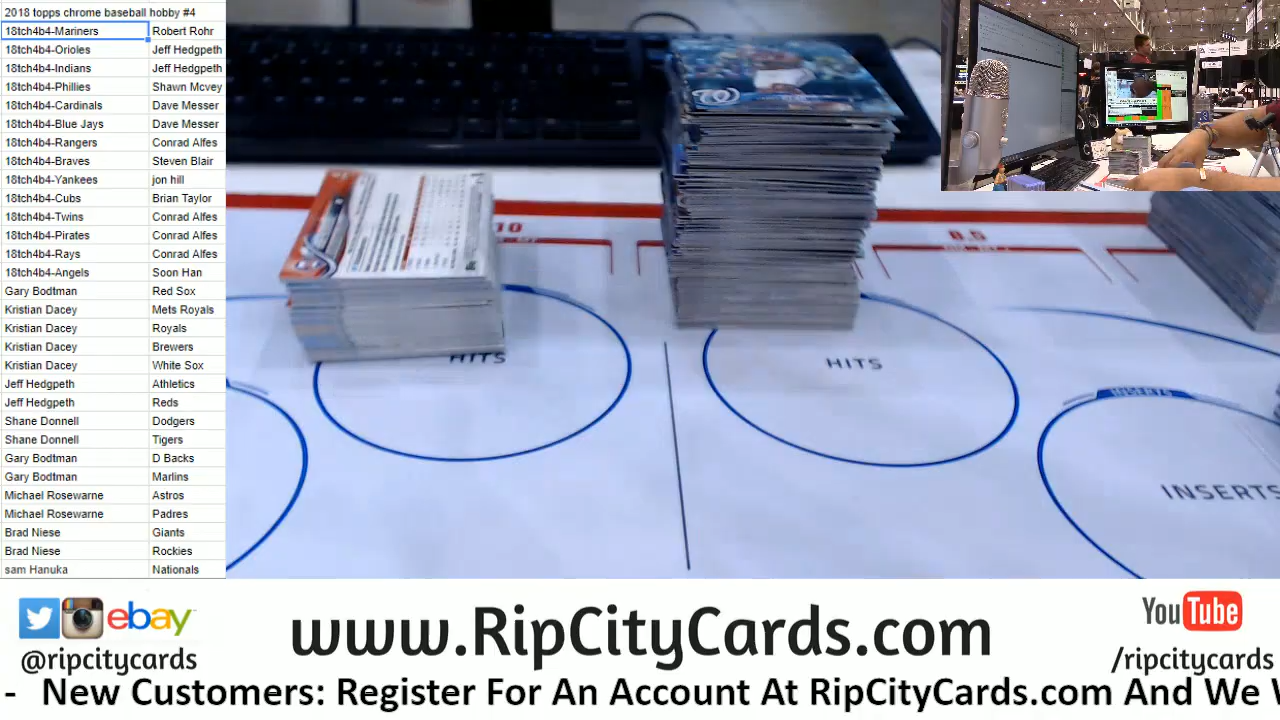 2018 topps chrome baseball hobby #4
18tch4b4-Mariners Robert Rohr
18tch4b4-Orioles Jeff Hedgpeth
18tch4b4-Indians Jeff Hedgpeth
18tch4b4-Phillies Shawn Mcvey
18tch4b4-Cardinals Dave Messer
18tch4b4-Blue Jays Dave Messer
18tch4b4-Rangers Conrad Alfes
18tch4b4-Braves Steven Blair
18tch4b4-Yankees jon hill
18tch4b4-Cubs Brian Taylor
18tch4b4-Twins Conrad Alfes
18tch4b4-Pirates Conrad Alfes
18tch4b4-Rays Conrad Alfes
18tch4b4-Angels Soon Han
Gary Bodtman Red Sox
Kristian Dacey Mets Royals
Kristian Dacey Royals
Kristian Dacey Brewers
Kristian Dacey White Sox
Jeff Hedgpeth Athletics
Jeff Hedgpeth Reds
Shane Donnell Dodgers
Shane Donnell Tigers
Gary Bodtman D Backs
Gary Bodtman Marlins
Michael Rosewarne Astros
Michael Rosewarne Padres
Brad Niese Giants
Brad Niese Rockies
sam Hanuka Nationals
10
8.5
HITS
HITS
INSERTS
INSERTS
ebay
@ripcitycards
www.RipCityCards.com
YouTube
/ripcitycards
- New Customers: Register For An Account At RipCityCards.com And We